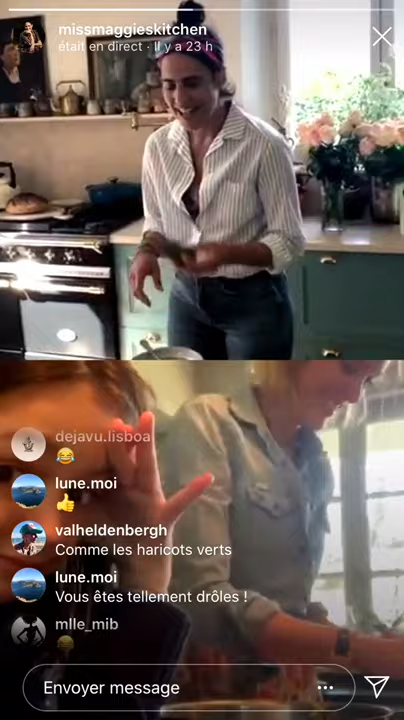 missmaggieskitchen
était en direct · Il y a 23 h
dejavu.lisboa
😂
lune.moi
👍
valheldenbergh
Comme les haricots verts
lune.moi
Vous êtes tellement drôles !
mlle_mib
Envoyer message